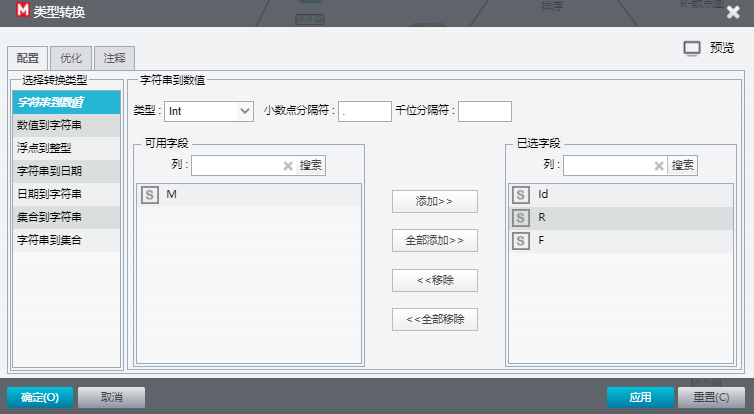 M 类型转换
排序
R-散点图
配置 优化 注释
预览
选择转换类型
字符串到数值
数值到字符串
浮点到整型
字符串到日期
日期到字符串
集合到字符串
字符串到集合
字符串到数值
类型 : Int 小数点分隔符 : . 千位分隔符 :
可用字段
列 : 搜索
S M
添加>>
全部添加>>
<<移除
<<全部移除
已选字段
列 : 搜索
S Id
S R
S F
确定(O) 取消 应用 重置(C)